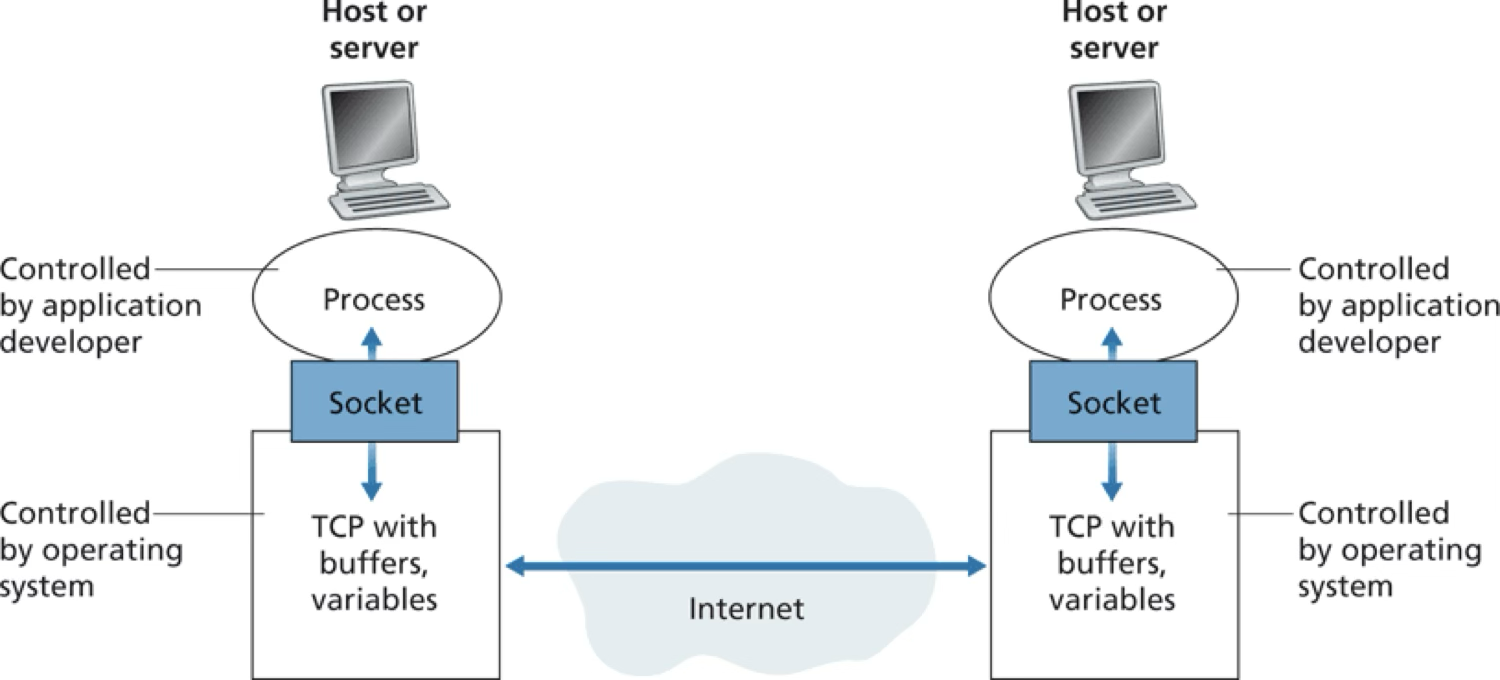 Host or
server
Host or
server
Controlled
by application
developer
Process
Process
Controlled
by application
developer
Socket
Socket
Controlled
by operating
system
TCP with
buffers,
variables
Internet
TCP with
buffers,
variables
Controlled
by operating
system